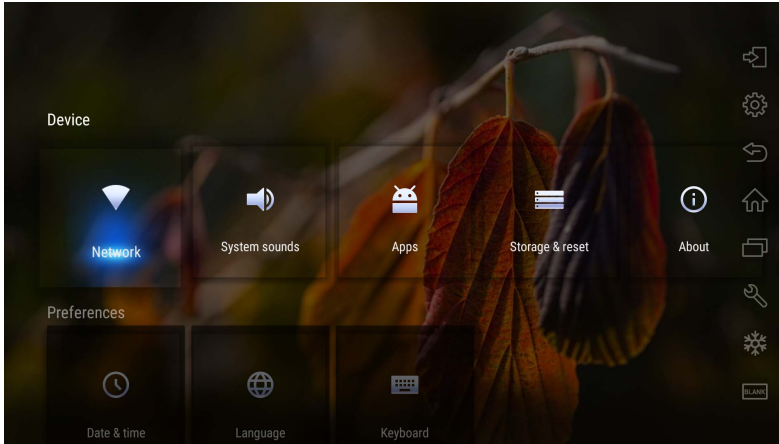 Device
Network
System sounds
Apps
Storage & reset
About
Preferences
Date & time
Language
Keyboard
BLANK